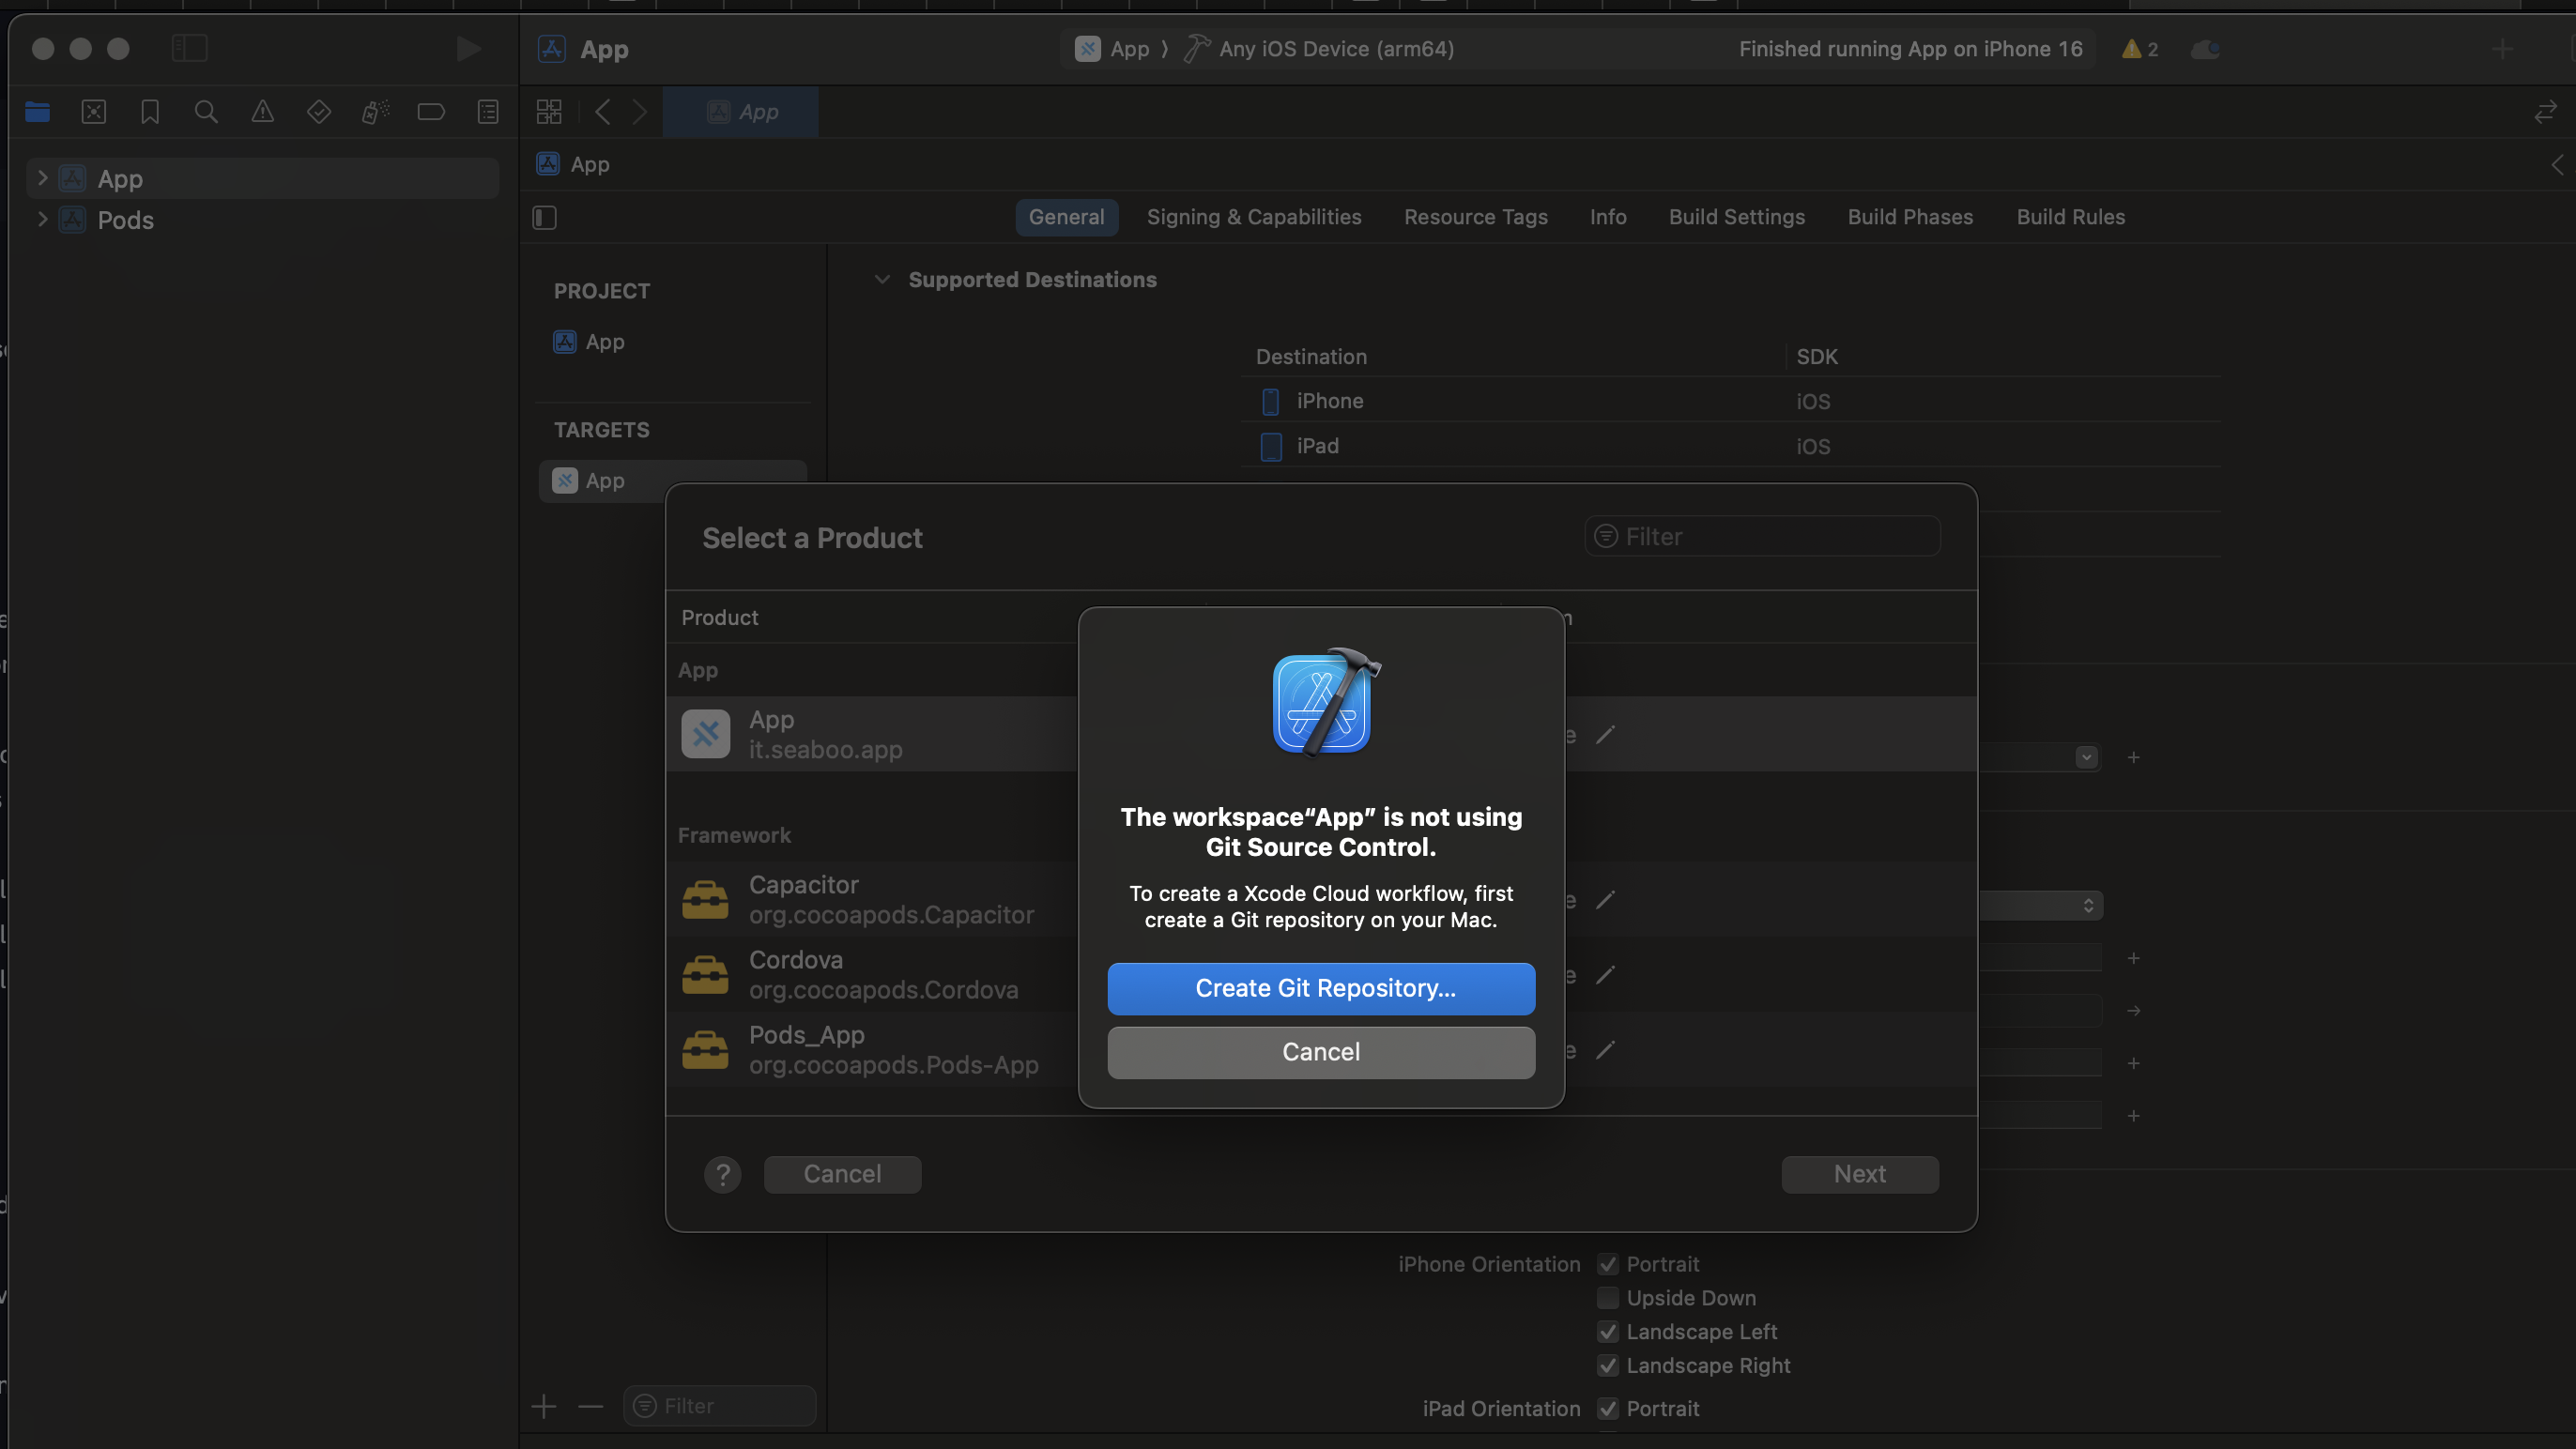 App
App
Any iOS Device (arm64)
Finished running App on iPhone 16
2
App
App
Pods
App
General
Signing & Capabilities
Resource Tags
Info
Build Settings
Build Phases
Build Rules
PROJECT
App
TARGETS
App
Supported Destinations
Destination
SDK
iPhone
iOS
iPad
iOS
Select a Product
Filter
Product
App
App
it.seaboo.app
Framework
Capacitor
org.cocoapods.Capacitor
Cordova
org.cocoapods.Cordova
Pods_App
org.cocoapods.Pods-App
The workspace“App” is not using
Git Source Control.
To create a Xcode Cloud workflow, first
create a Git repository on your Mac.
Create Git Repository...
Cancel
?
Cancel
Next
iPhone Orientation
Portrait
Upside Down
Landscape Left
Landscape Right
iPad Orientation
Portrait
Filter